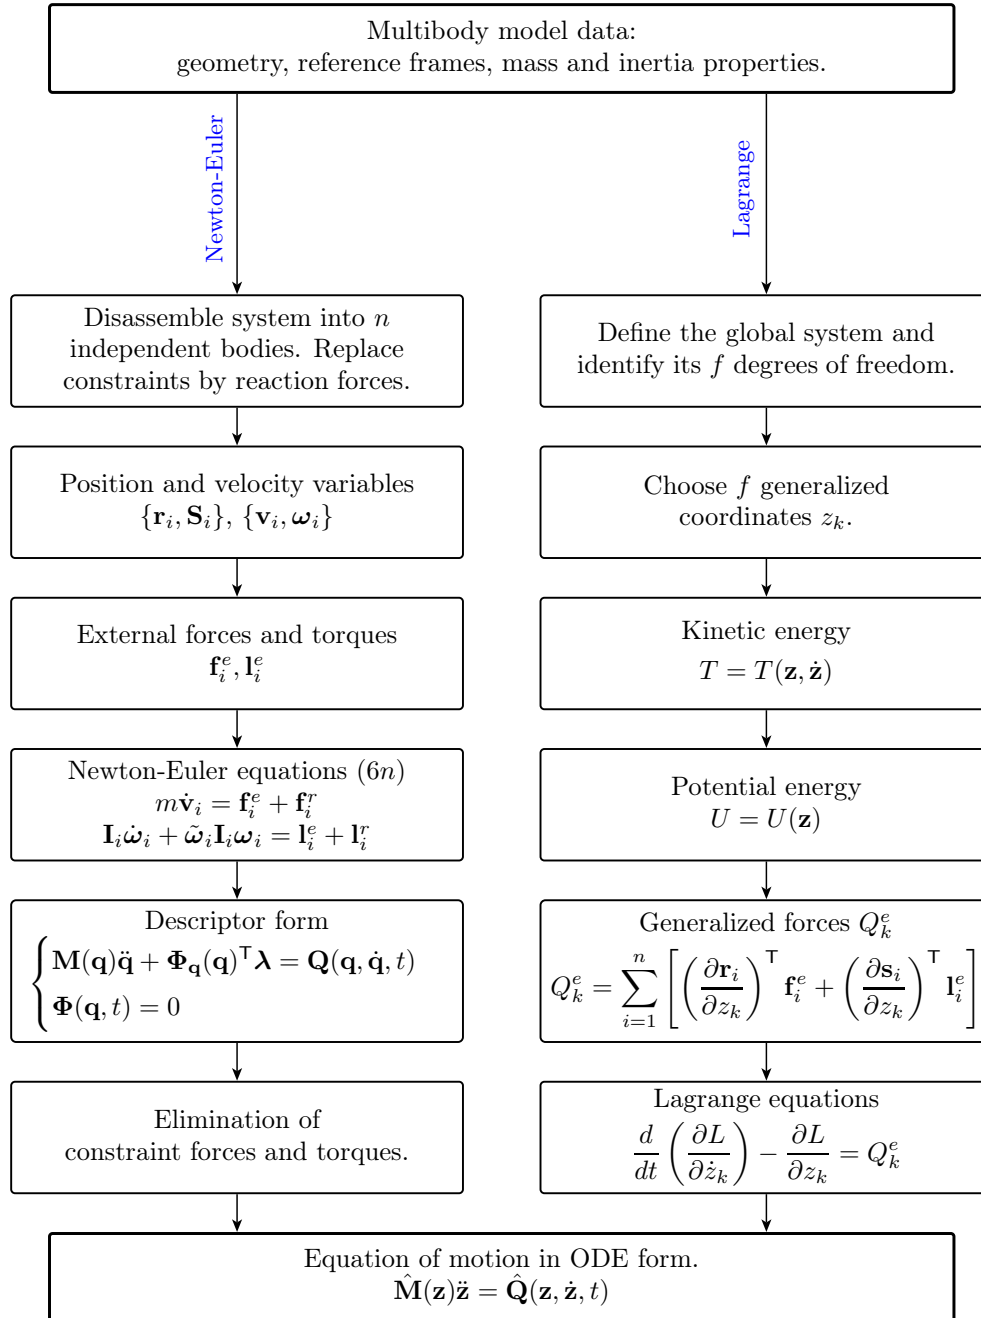 Multibody model data:
geometry, reference frames, mass and inertia properties.
Newton-Euler
Lagrange
Disassemble system into n
independent bodies. Replace
constraints by reaction forces.
Define the global system and
identify its f degrees of freedom.
Position and velocity variables
{r_i, S_i}, {v_i, ω_i}
Choose f generalized
coordinates z_k.
External forces and torques
f_i^e, l_i^e
Kinetic energy
T = T(z, ż)
Newton-Euler equations (6n)
mv̇_i = f_i^e + f_i^r
I_i ω̇_i + ω̃_i I_i ω_i = l_i^e + l_i^r
Potential energy
U = U(z)
Descriptor form
{ M(q)q̈ + Φ_q(q)^T λ = Q(q, q̇, t)
Φ(q, t) = 0
Generalized forces Q_k^e
Q_k^e = ∑_{i=1}^{n} [ (∂r_i/∂z_k)^T f_i^e + (∂s_i/∂z_k)^T l_i^e ]
Elimination of
constraint forces and torques.
Lagrange equations
d/dt (∂L/∂ż_k) − ∂L/∂z_k = Q_k^e
Equation of motion in ODE form.
M̂(z)z̈ = Q̂(z, ż, t)